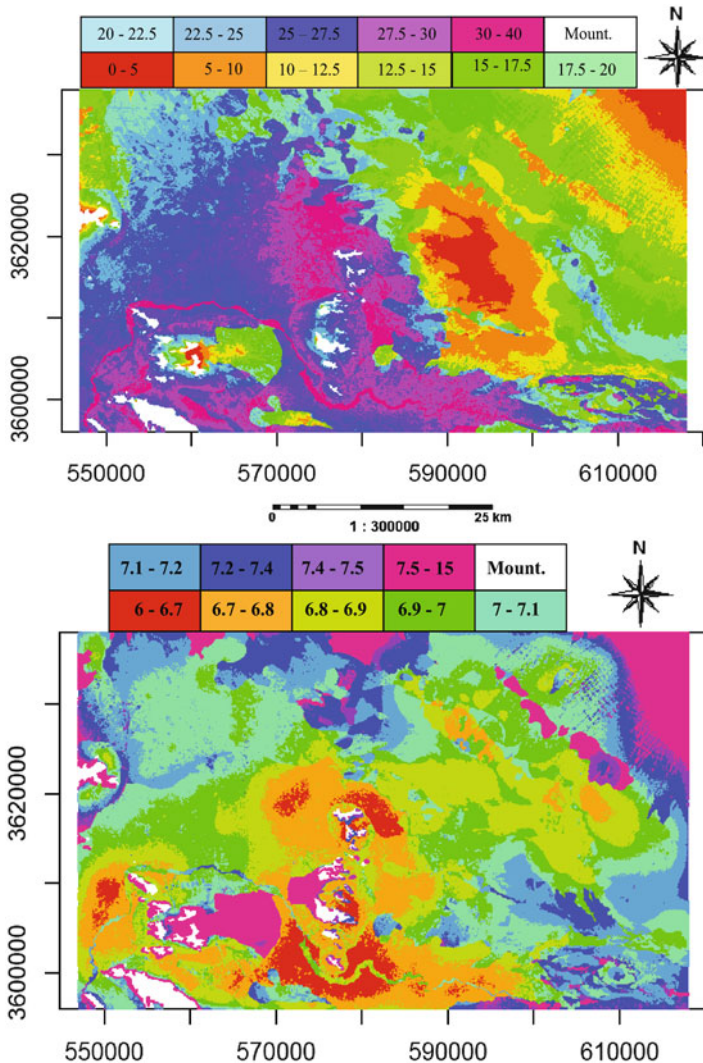 N
20 - 22.5 22.5 - 25 25 – 27.5 27.5 - 30 30 - 40 Mount.
0 - 5 5 - 10 10 – 12.5 12.5 - 15 15 - 17.5 17.5 - 20
3620000
3600000
550000 570000 590000 610000
0 25 km
1 : 300000
N
7.1 - 7.2 7.2 - 7.4 7.4 - 7.5 7.5 - 15 Mount.
6 - 6.7 6.7 - 6.8 6.8 - 6.9 6.9 - 7 7 - 7.1
3620000
3600000
550000 570000 590000 610000